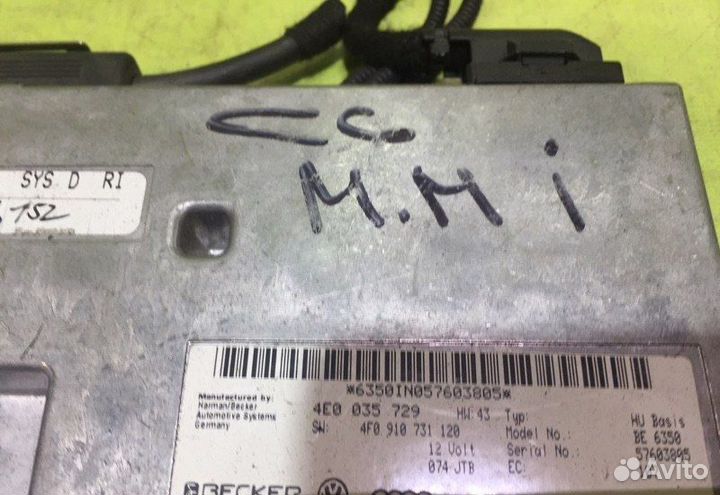 cc
M.M i
SYS D RI
152
*6350IN057603805*
Manufactured by:
Harman/Becker
Automotive Systems
Germany
4E0 035 729 HW 43 Typ: HU Basis
SW: 4F0 910 731 120 Model No.: BE 6350
12 Volt Serial No.: 57603805
074-JTB EC:
BECKER
Avito